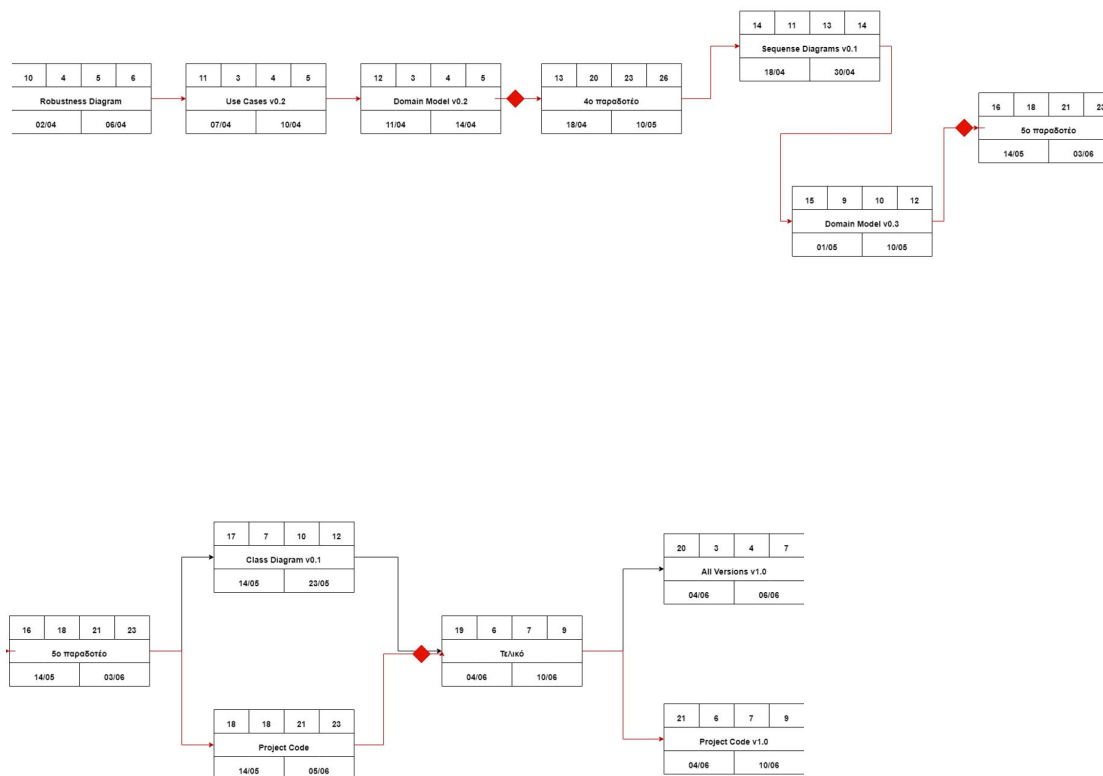 10 4 5 6
Robustness Diagram
02/04 06/04
11 3 4 5
Use Cases v0.2
07/04 10/04
12 3 4 5
Domain Model v0.2
11/04 14/04
13 20 23 26
4ο παραδοτέο
18/04 10/05
14 11 13 14
Sequense Diagrams v0.1
18/04 30/04
15 9 10 12
Domain Model v0.3
01/05 10/05
16 18 21 23
5ο παραδοτέο
14/05 03/06
16 18 21 23
5ο παραδοτέο
14/05 03/06
17 7 10 12
Class Diagram v0.1
14/05 23/05
18 18 21 23
Project Code
14/05 05/06
19 6 7 9
Τελικό
04/06 10/06
20 3 4 7
All Versions v1.0
04/06 06/06
21 6 7 9
Project Code v1.0
04/06 10/06